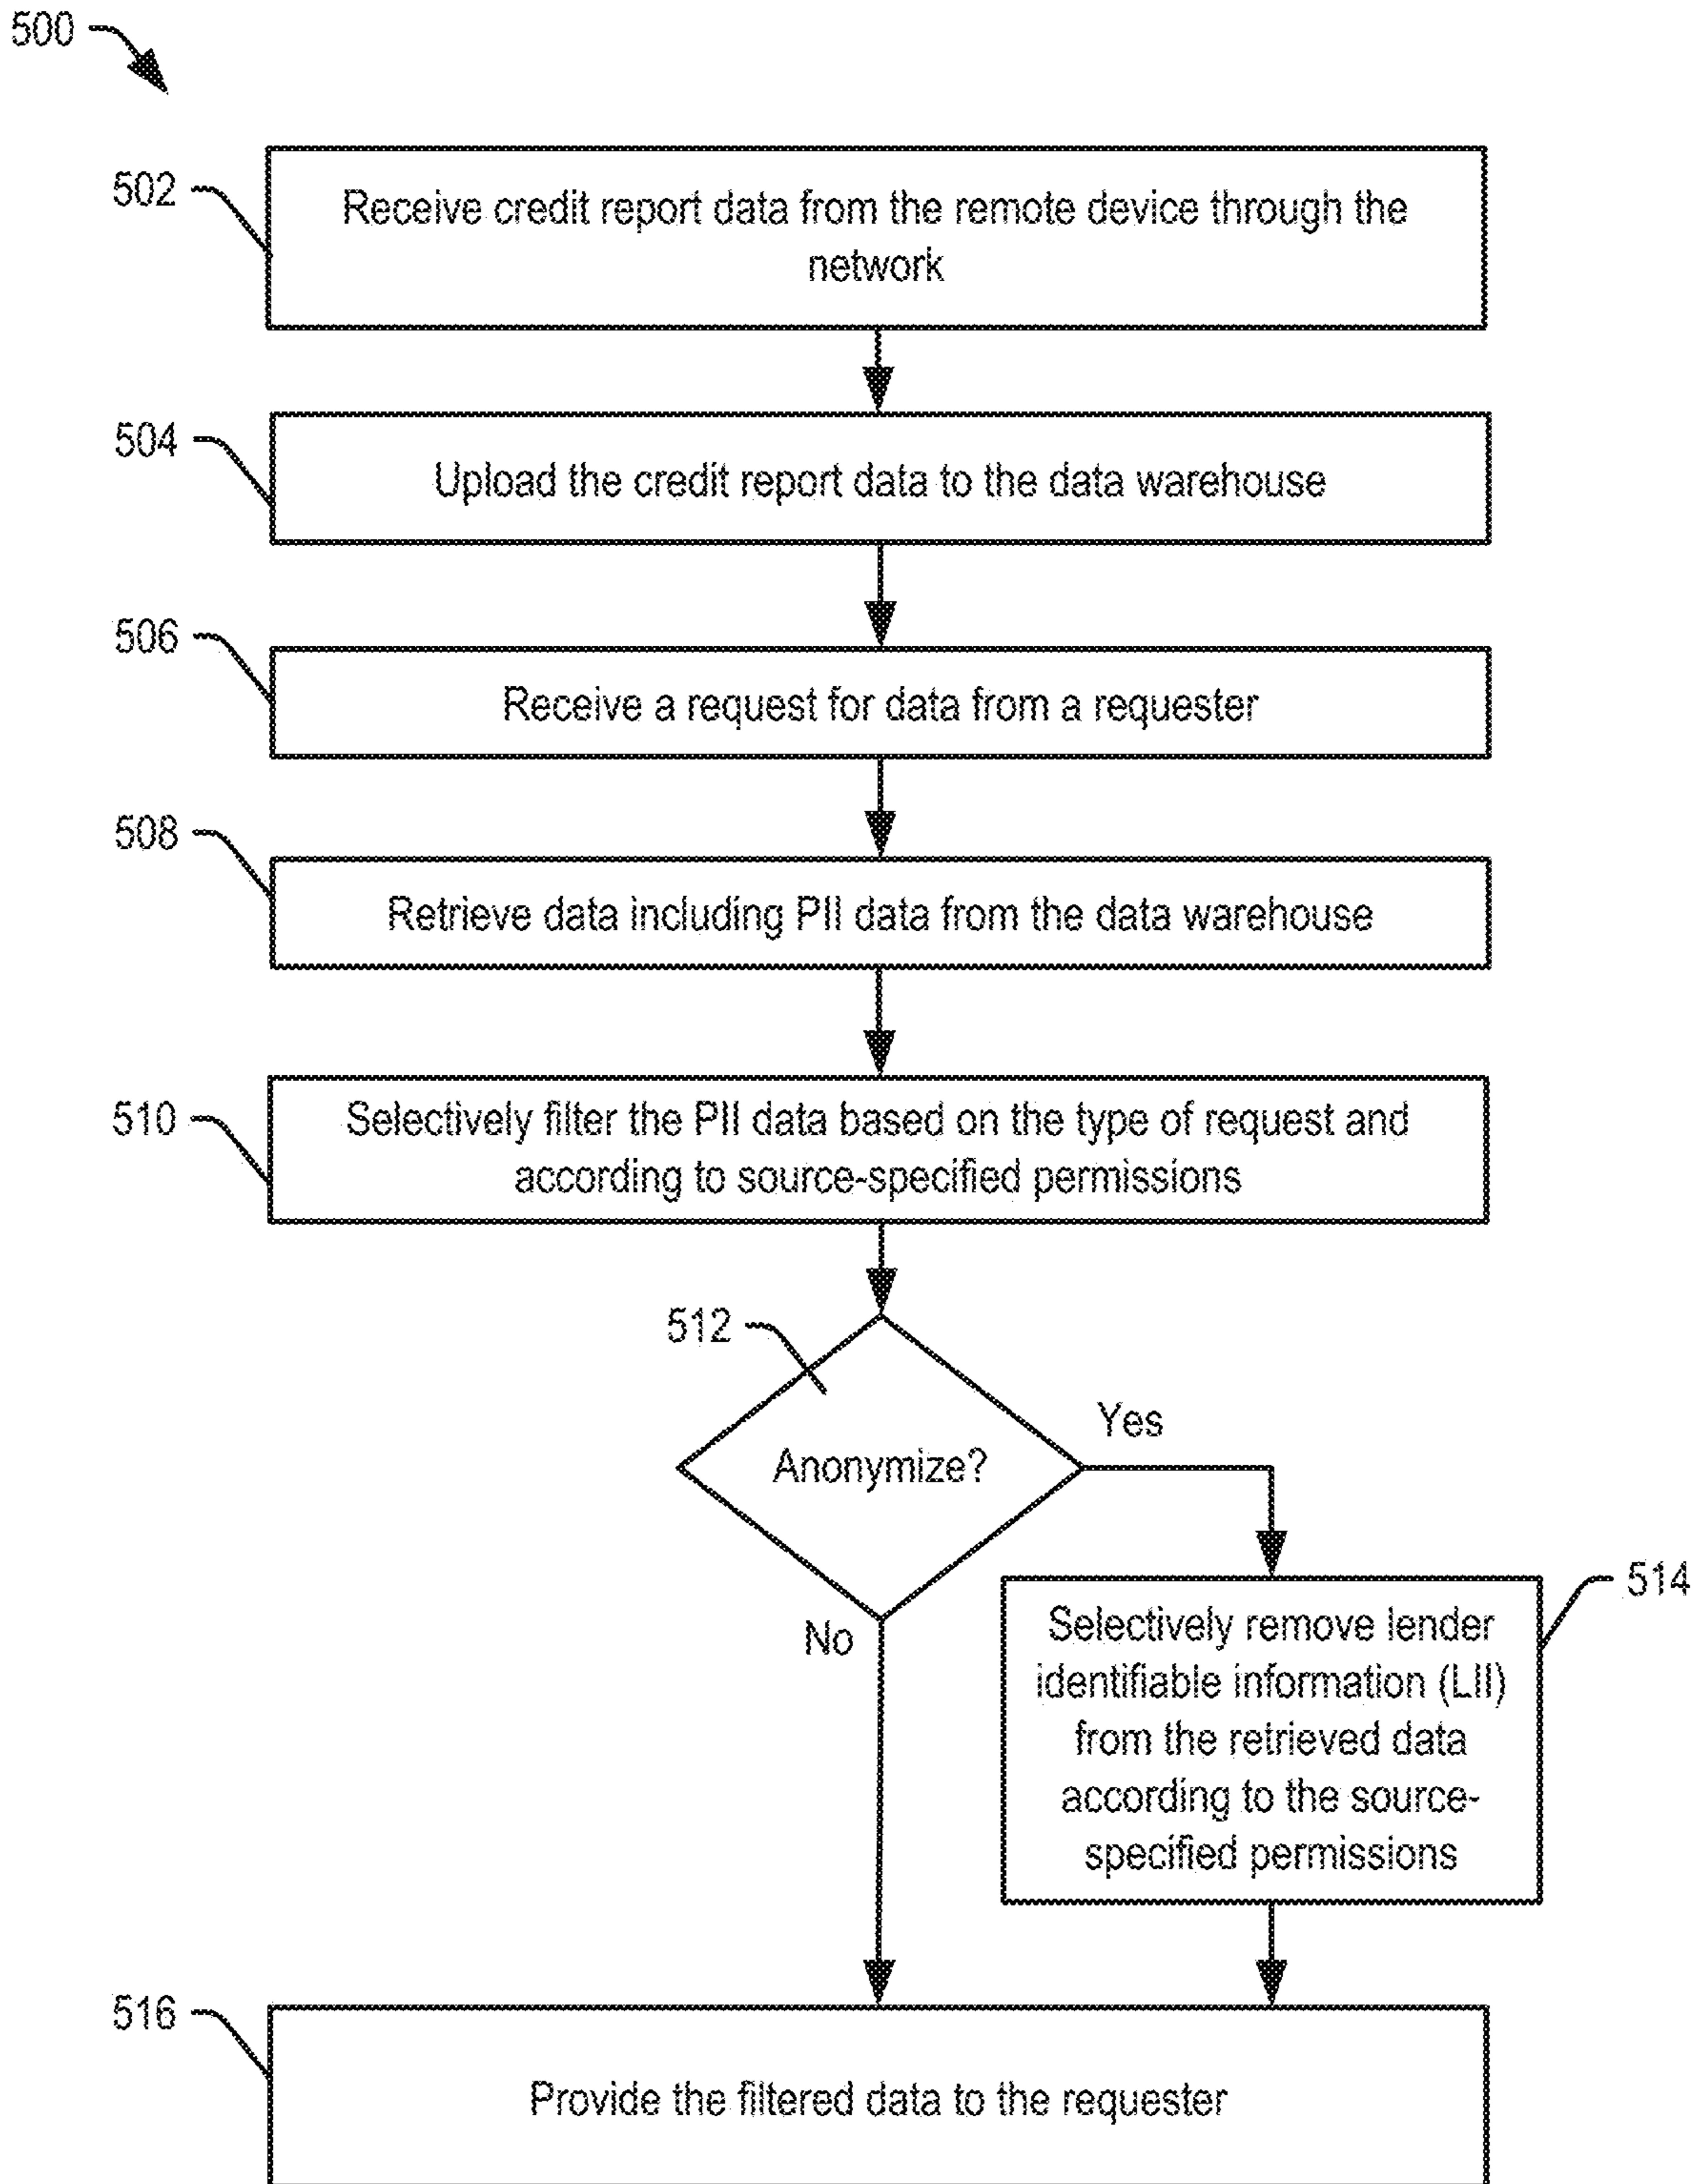 500
502
Receive credit report data from the remote device through the
network
504
Upload the credit report data to the data warehouse
506
Receive a request for data from a requester
508
Retrieve data including PII data from the data warehouse
510
Selectively filter the PII data based on the type of request and
according to source-specified permissions
512
Anonymize?
Yes
No
514
Selectively remove lender
identifiable information (LII)
from the retrieved data
according to the source-
specified permissions
516
Provide the filtered data to the requester